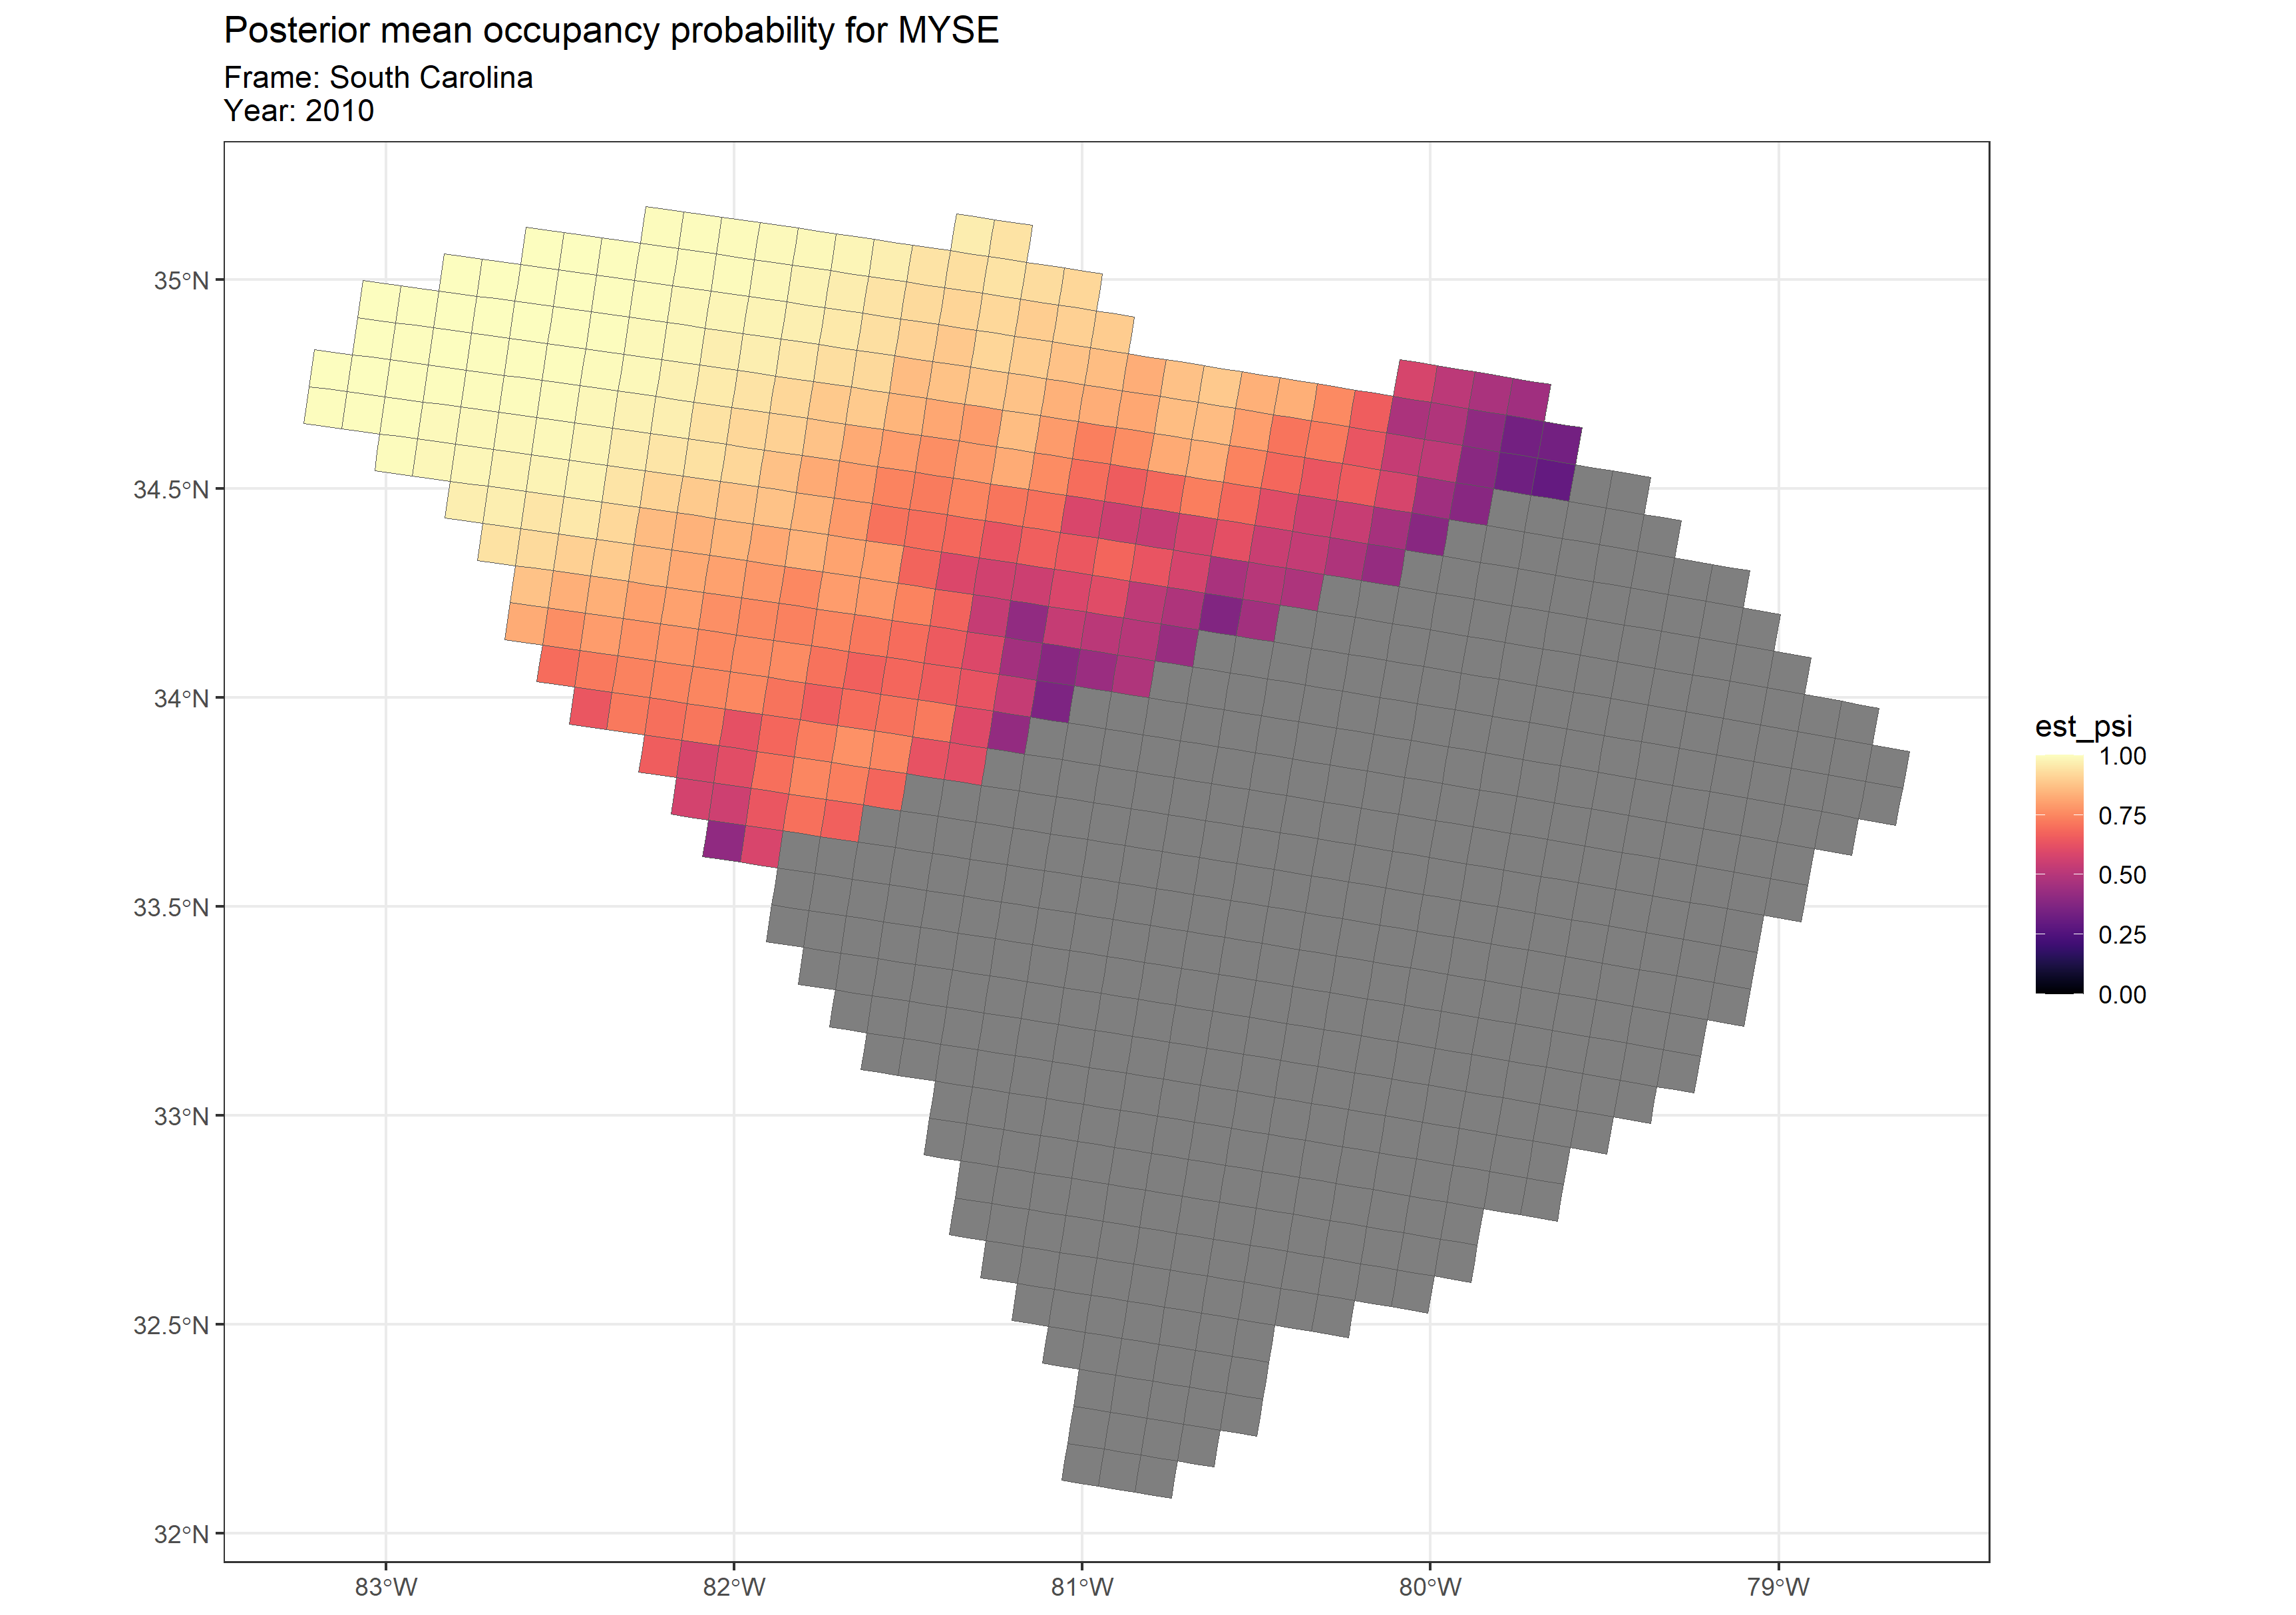 Posterior mean occupancy probability for MYSE
Frame: South Carolina
Year: 2010
35°N
34.5°N
34°N
33.5°N
33°N
32.5°N
32°N
83°W
82°W
81°W
80°W
79°W
est_psi
1.00
0.75
0.50
0.25
0.00